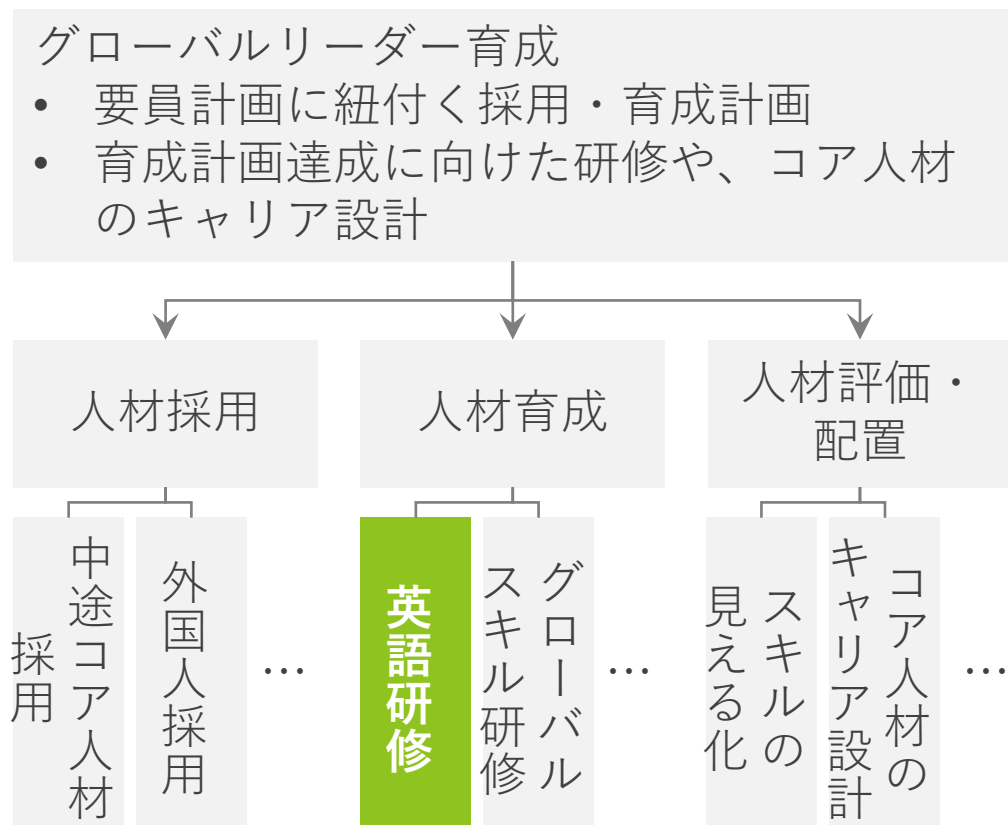 グローバルリーダー育成
• 要員計画に紐付く採用・育成計画
• 育成計画達成に向けた研修や、コア人材
のキャリア設計
人材採用
人材育成
人材評価・
配置
中途コア人材
採用
外国人採用
…
英語研修
グローバル
スキル研修
…
スキルの
見える化
コア人材の
キャリア設計
…